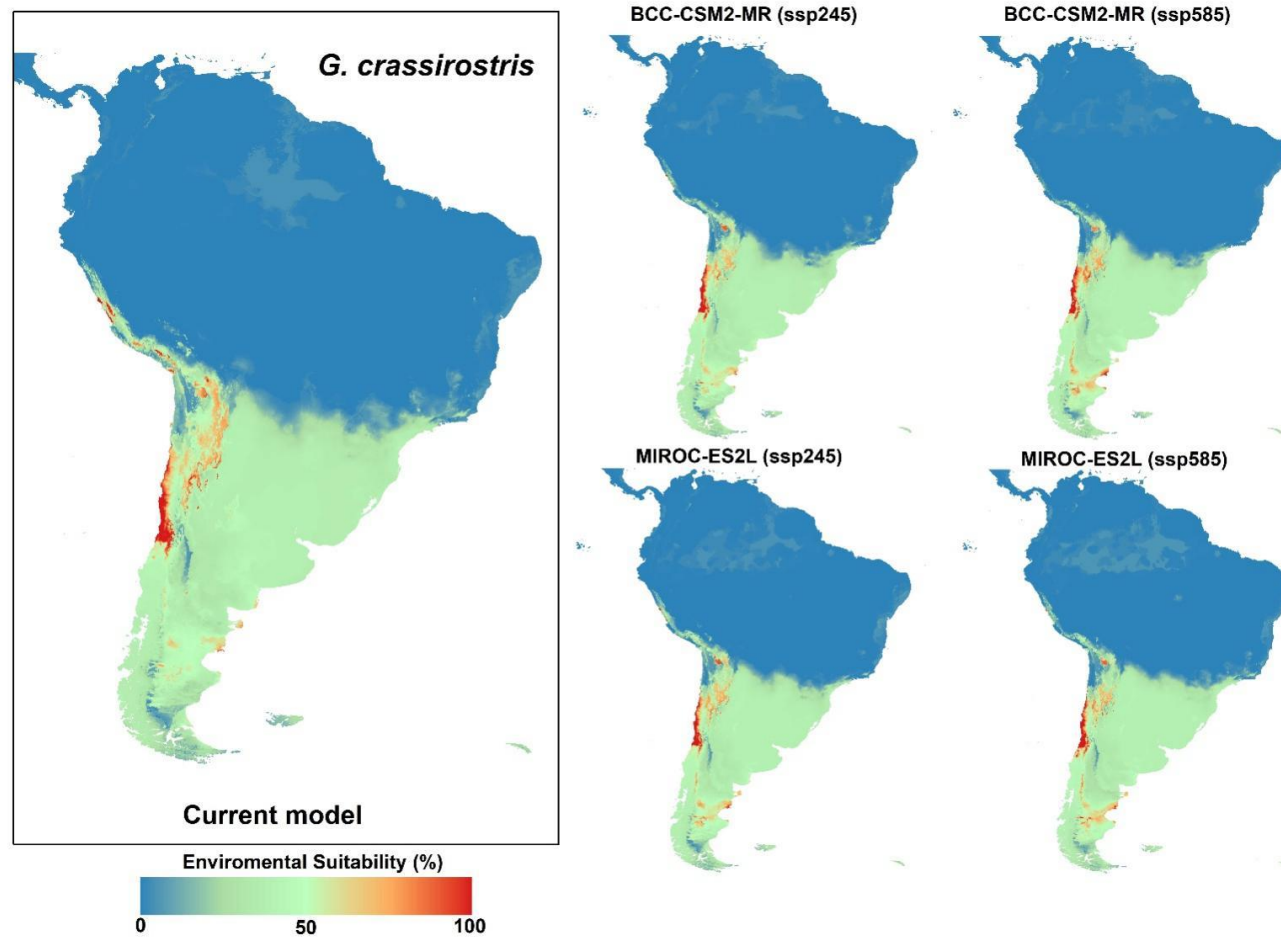 G. crassirostris
Current model
Enviromental Suitability (%)
0
50
100
BCC-CSM2-MR (ssp245)
BCC-CSM2-MR (ssp585)
MIROC-ES2L (ssp245)
MIROC-ES2L (ssp585)